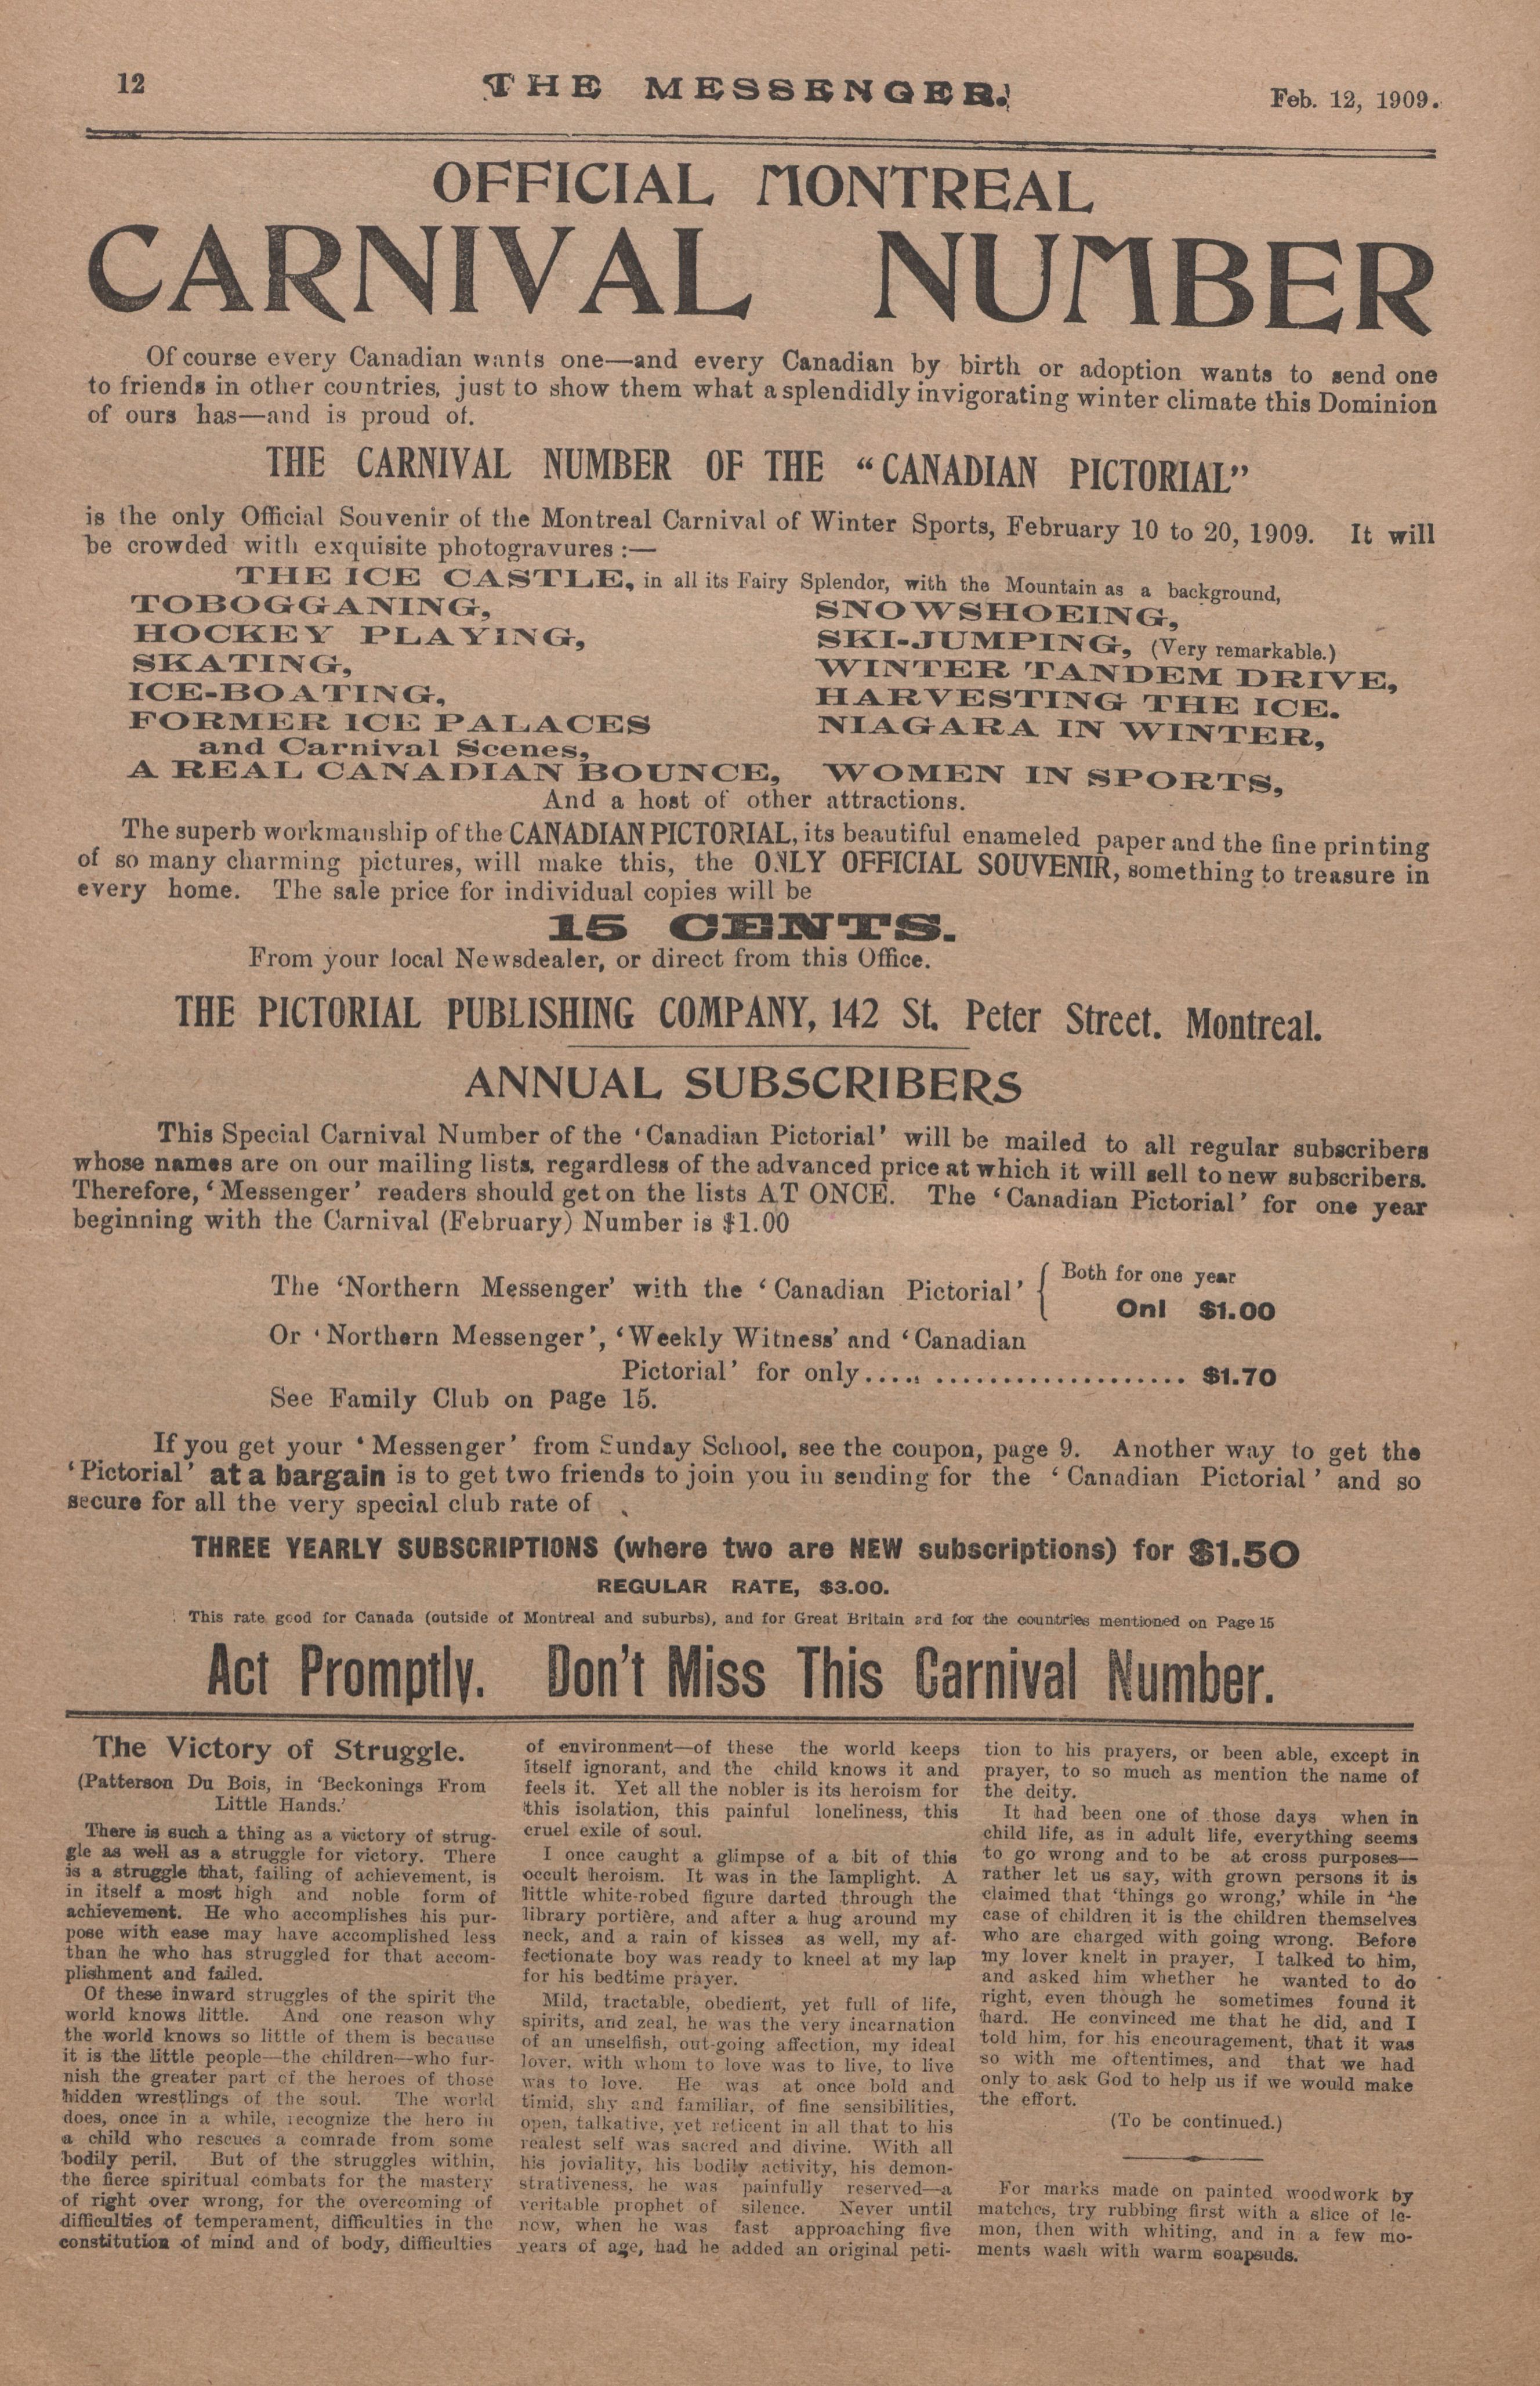 12
THE MESSENGER.
Feb. 12, 1909.
OFFICIAL MONTREAL
CARNIVAL NUMBER
Of course every Canadian wants one—and every Canadian by birth or adoption wants to send one
to friends in other countries, just to show them what a splendidly invigorating winter climate this Dominion
of ours has—and is proud of.
THE CARNIVAL NUMBER OF THE “CANADIAN PICTORIAL”
is the only Official Souvenir of the Montreal Carnival of Winter Sports, February 10 to 20, 1909. It will
be crowded with exquisite photogravures :—
THE ICE CASTLE, in all its Fairy Splendor, with the Mountain as a background,
TOBOGGANING,
HOCKEY PLAYING,
SKATING,
ICE-BOATING,
FORMER ICE PALACES
and Carnival Scenes,
A REAL CANADIAN BOUNCE,
SNOWSHOEING,
SKI-JUMPING, (Very remarkable.)
WINTER TANDEM DRIVE,
HARVESTING THE ICE.
NIAGARA IN WINTER,
WOMEN IN SPORTS,
And a host of other attractions.
The superb workmanship of the CANADIAN PICTORIAL, its beautiful enameled paper and the fine printing
of so many charming pictures, will make this, the ONLY OFFICIAL SOUVENIR, something to treasure in
every home. The sale price for individual copies will be
15 CENTS.
From your local Newsdealer, or direct from this Office.
THE PICTORIAL PUBLISHING COMPANY, 142 St. Peter Street. Montreal.
ANNUAL SUBSCRIBERS
This Special Carnival Number of the ‘Canadian Pictorial’ will be mailed to all regular subscribers
whose names are on our mailing lists, regardless of the advanced price at which it will sell to new subscribers.
Therefore, ‘Messenger’ readers should get on the lists AT ONCE. The ‘Canadian Pictorial’ for one year
beginning with the Carnival (February) Number is $1.00
The ‘Northern Messenger’ with the ‘Canadian Pictorial’ { Both for one year
Onl $1.00
Or ‘Northern Messenger’, ‘Weekly Witness’ and ‘Canadian
Pictorial’ for only..... ................... $1.70
See Family Club on page 15.
If you get your ‘Messenger’ from Sunday School, see the coupon, page 9. Another way to get the
‘Pictorial’ at a bargain is to get two friends to join you in sending for the ‘Canadian Pictorial’ and so
secure for all the very special club rate of
THREE YEARLY SUBSCRIPTIONS (where two are NEW subscriptions) for $1.50
REGULAR RATE, $3.00.
This rate good for Canada (outside of Montreal and suburbs), and for Great Britain and for the countries mentioned on Page 15
Act Promptly. Don't Miss This Carnival Number.
The Victory of Struggle.
(Patterson Du Bois, in ‘Beckonings From
Little Hands.’
There is such a thing as a victory of strug-
gle as well as a struggle for victory. There
is a struggle that, failing of achievement, is
in itself a most high and noble form of
achievement. He who accomplishes his pur-
pose with ease may have accomplished less
than he who has struggled for that accom-
plishment and failed.
Of these inward struggles of the spirit the
world knows little. And one reason why
the world knows so little of them is because
it is the little people—the children—who fur-
nish the greater part of the heroes of those
hidden wrestlings of the soul. The world
does, once in a while, recognize the hero in
a child who rescues a comrade from some
bodily peril. But of the struggles within,
the fierce spiritual combats for the mastery
of right over wrong, for the overcoming of
difficulties of temperament, difficulties in the
constitution of mind and of body, difficulties
of environment—of these the world keeps
itself ignorant, and the child knows it and
feels it. Yet all the nobler is its heroism for
this isolation, this painful loneliness, this
cruel exile of soul.
I once caught a glimpse of a bit of this
occult heroism. It was in the lamplight. A
little white-robed figure darted through the
library portière, and after a hug around my
neck, and a rain of kisses as well, my af-
fectionate boy was ready to kneel at my lap
for his bedtime prayer.
Mild, tractable, obedient, yet full of life,
spirits, and zeal, he was the very incarnation
of an unselfish, out-going affection, my ideal
lover, with whom to love was to live, to live
was to love. He was at once bold and
timid, shy and familiar, of fine sensibilities,
open, talkative, yet reticent in all that to his
realest self was sacred and divine. With all
his joviality, his bodily activity, his demon-
strativeness, he was painfully reserved—a
veritable prophet of silence. Never until
now, when he was fast approaching five
years of age, had he added an original peti-
tion to his prayers, or been able, except in
prayer, to so much as mention the name of
the deity.
It had been one of those days when in
child life, as in adult life, everything seems
to go wrong and to be at cross purposes—
rather let us say, with grown persons it is
claimed that ‘things go wrong,’ while in ‘he
case of children it is the children themselves
who are charged with going wrong. Before
my lover knelt in prayer, I talked to him,
and asked him whether he wanted to do
right, even though he sometimes found it
hard. He convinced me that he did, and I
told him, for his encouragement, that it was
so with me oftentimes, and that we had
only to ask God to help us if we would make
the effort.
(To be continued.)
For marks made on painted woodwork by
matches, try rubbing first with a slice of le-
mon, then with whiting, and in a few mo-
ments wash with warm soapsuds.